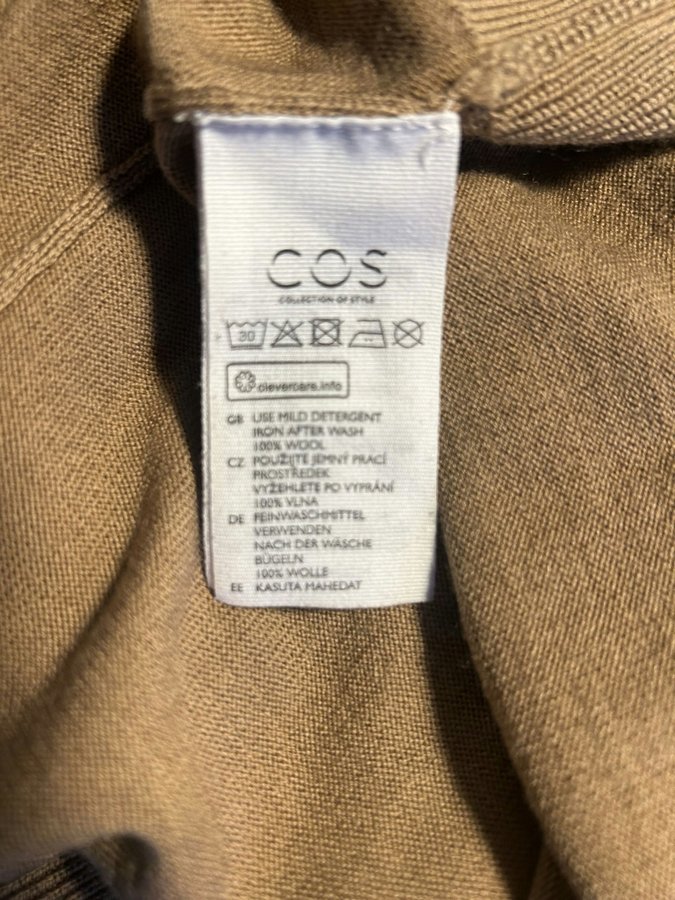 COS
COLLECTION OF STYLE
30
clevercare.info
GB USE MILD DETERGENT
IRON AFTER WASH
100% WOOL
CZ POUŽIJTE JEMNÝ PRACÍ
PROSTŘEDEK
VYŽEHLETE PO VYPRÁNÍ
100% VLNA
DE FEINWASCHMITTEL
VERWENDEN
NACH DER WÄSCHE
BÜGELN
100% WOLLE
EE KASUTA MAHEDAT